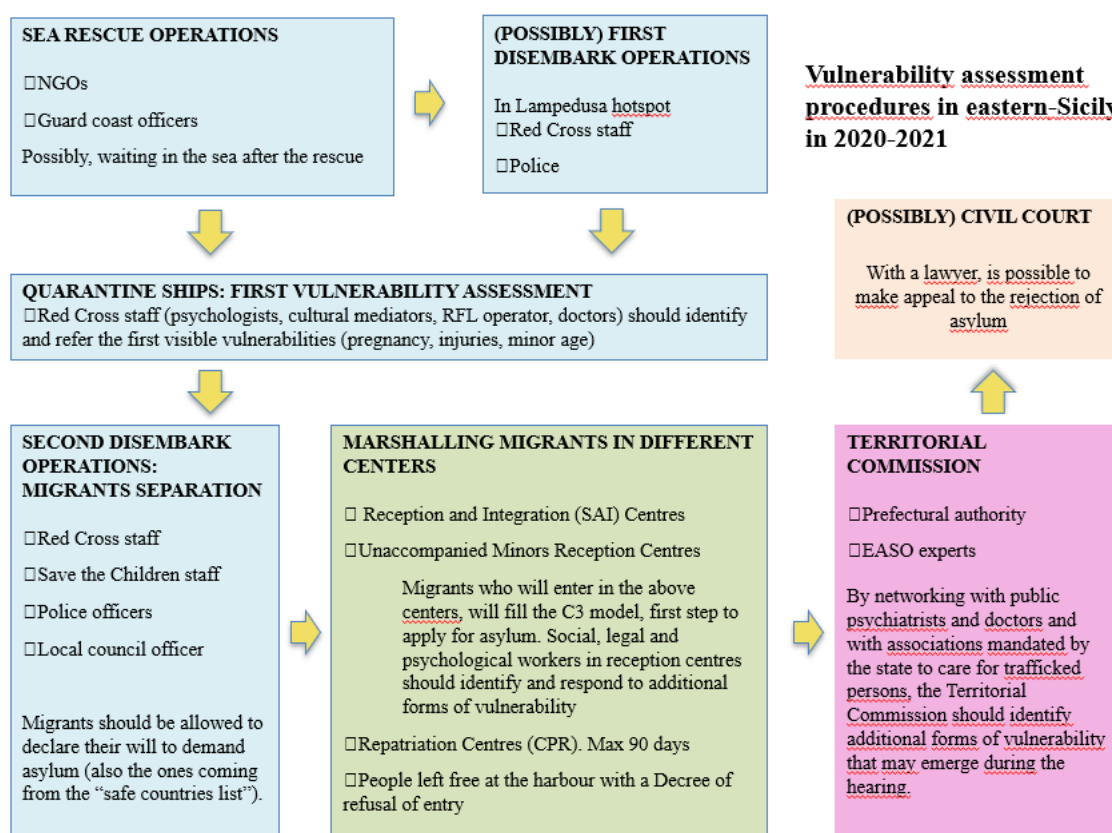 SEA RESCUE OPERATIONS
☐NGOs
☐Guard coast officers
Possibly, waiting in the sea after the rescue
(POSSIBLY) FIRST
DISEMBARK OPERATIONS
In Lampedusa hotspot
☐Red Cross staff
☐Police
Vulnerability assessment
procedures in eastern-Sicily
in 2020-2021
QUARANTINE SHIPS: FIRST VULNERABILITY ASSESSMENT
☐Red Cross staff (psychologists, cultural mediators, RFL operator, doctors) should identify
and refer the first visible vulnerabilities (pregnancy, injuries, minor age)
SECOND DISEMBARK
OPERATIONS:
MIGRANTS SEPARATION
☐Red Cross staff
☐Save the Children staff
☐Police officers
☐Local council officer
Migrants should be allowed to
declare their will to demand
asylum (also the ones coming
from the “safe countries list”).
MARSHALLING MIGRANTS IN DIFFERENT
CENTERS
☐ Reception and Integration (SAI) Centres
☐Unaccompanied Minors Reception Centres
Migrants who will enter in the above
centers, will fill the C3 model, first step to
apply for asylum. Social, legal and
psychological workers in reception centres
should identify and respond to additional
forms of vulnerability
☐Repatriation Centres (CPR). Max 90 days
☐People left free at the harbour with a Decree of
refusal of entry
TERRITORIAL
COMMISSION
☐Prefectural authority
☐EASO experts
By networking with public
psychiatrists and doctors and
with associations mandated by
the state to care for trafficked
persons, the Territorial
Commission should identify
additional forms of vulnerability
that may emerge during the
hearing.
(POSSIBLY) CIVIL COURT
With a lawyer, is possible to
make appeal to the rejection of
asylum